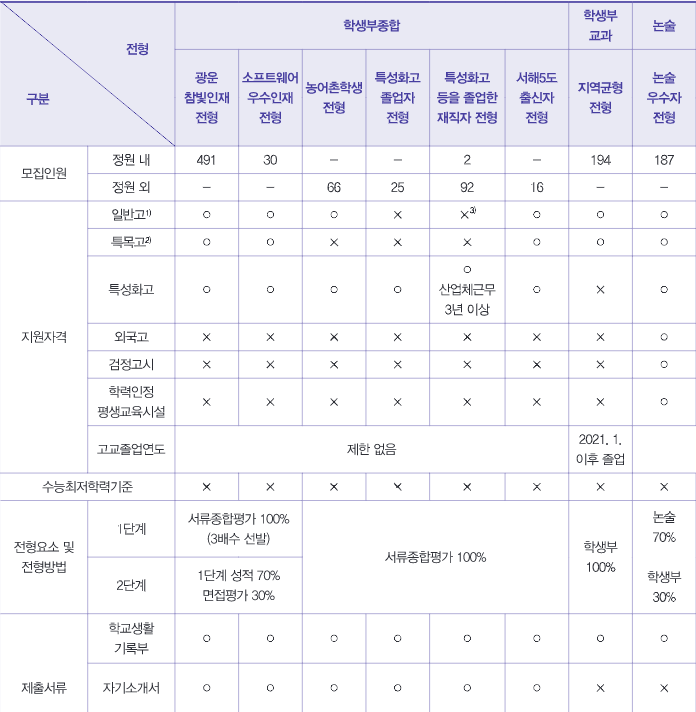 전형
구분
학생부종합
학생부
교과
논술
광운
참빛인재
전형
소프트웨어
우수인재
전형
농어촌학생
전형
특성화고
졸업자
전형
특성화고
등을 졸업한
재직자 전형
서해5도
출신자
전형
지역균형
전형
논술
우수자
전형
모집인원
정원 내 491 30 － － 2 － 194 187
정원 외 － － 66 25 92 16 － －
지원자격
일반고1) ○ ○ ○ × ×3) ○ ○ ○
특목고2) ○ ○ × × × ○ ○ ○
특성화고 ○ ○ ○ ○ ○ ○ × ○
산업체근무
3년 이상
외국고 × × × × × × × ○
검정고시 × × × × × × × ○
학력인정
평생교육시설 × × × × × × × ○
고교졸업연도 제한 없음 2021. 1.
이후 졸업
수능최저학력기준 × × × × × × × ×
전형요소 및
전형방법
1단계
서류종합평가 100%
(3배수 선발)
2단계
1단계 성적 70%
면접평가 30%
서류종합평가 100%
학생부
100%
논술
70%
학생부
30%
제출서류
학교생활
기록부 ○ ○ ○ ○ ○ ○ ○ ○
자기소개서 ○ ○ ○ ○ ○ ○ × ×